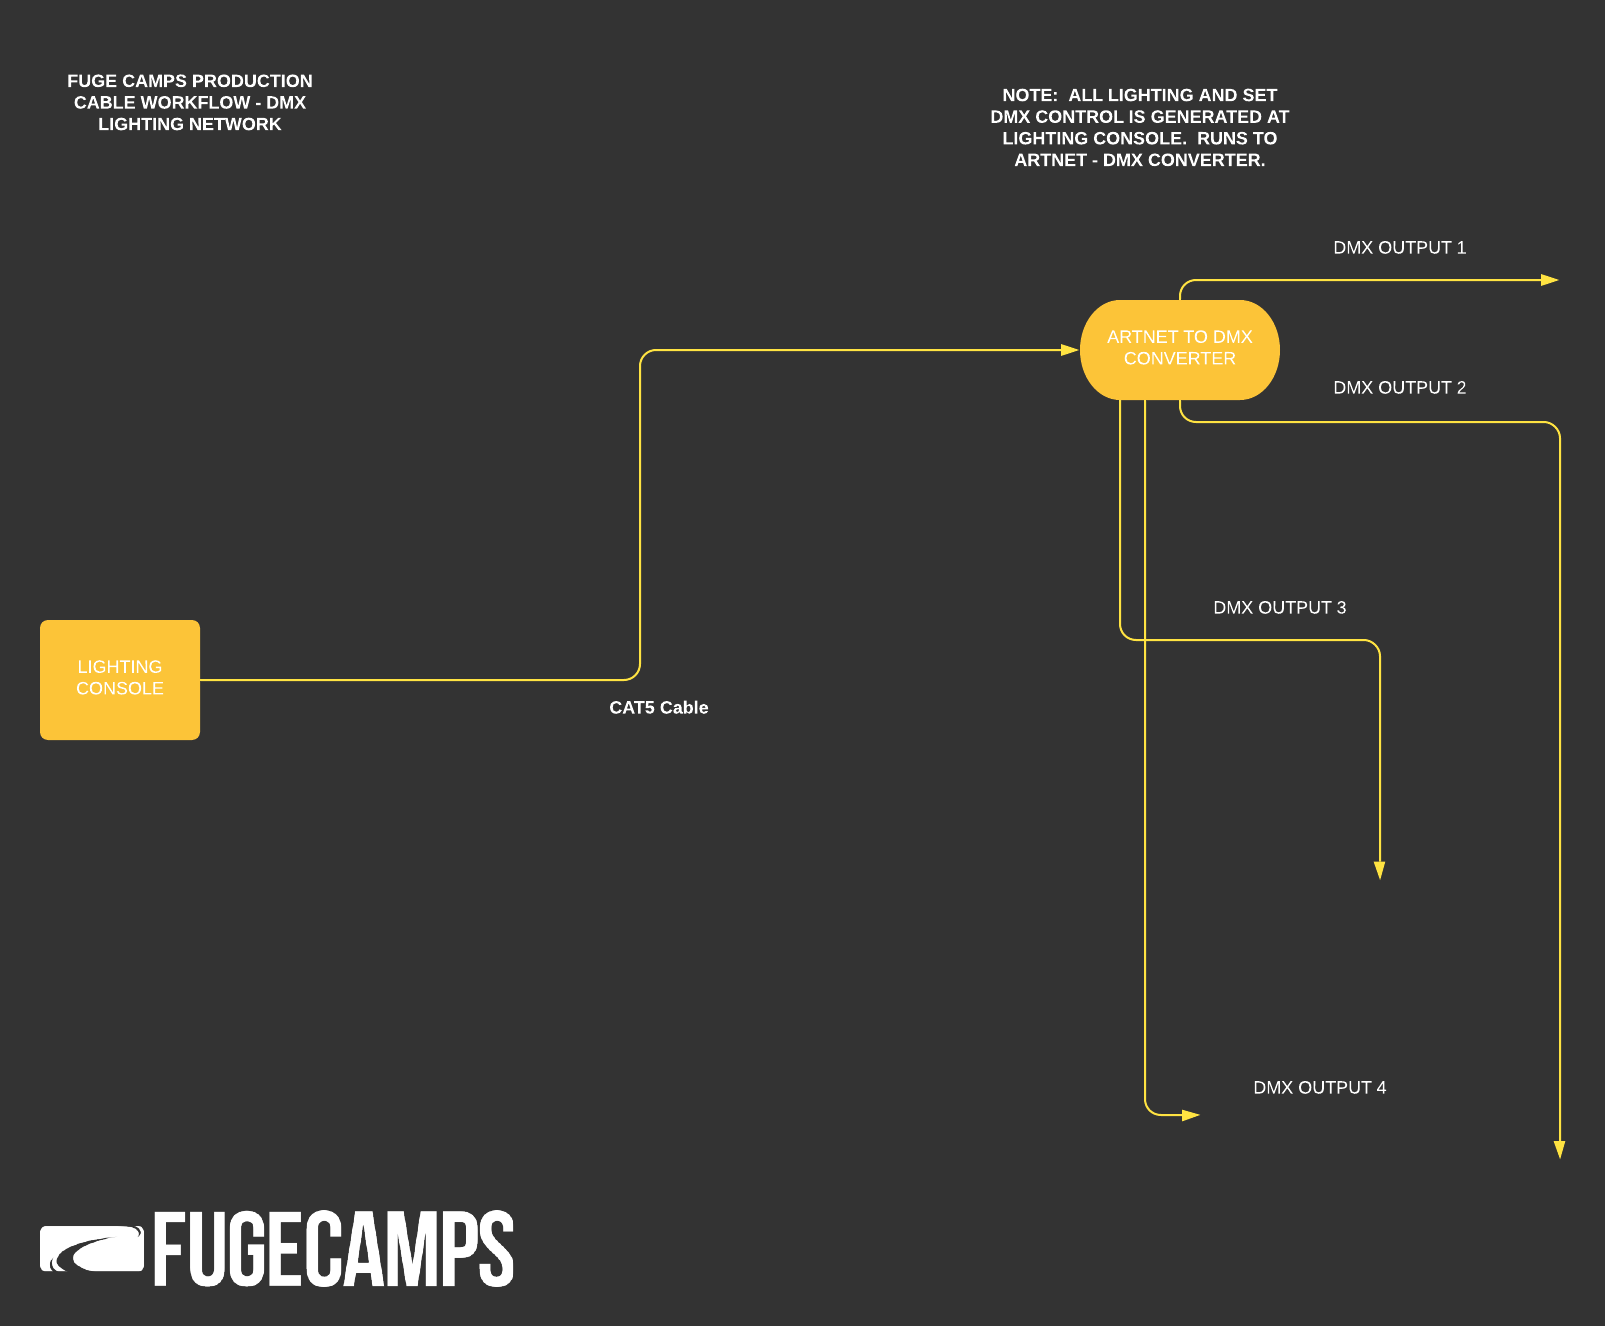 FUGE CAMPS PRODUCTION
CABLE WORKFLOW - DMX
LIGHTING NETWORK
NOTE:  ALL LIGHTING AND SET
DMX CONTROL IS GENERATED AT
LIGHTING CONSOLE.  RUNS TO
ARTNET - DMX CONVERTER.
DMX OUTPUT 1
ARTNET TO DMX
CONVERTER
DMX OUTPUT 2
DMX OUTPUT 3
LIGHTING
CONSOLE
CAT5 Cable
DMX OUTPUT 4
FUGECAMPS